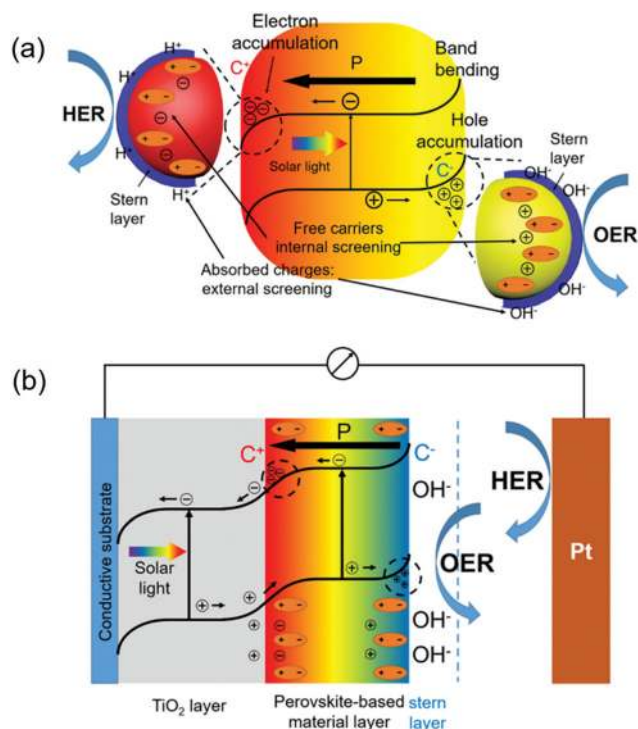 (a)
Electron
accumulation
Band
bending
C⁺
P
H⁺
H⁺
HER
H⁺
H⁺
Stern
layer
Solar light
Hole
accumulation
C⁻
Stern
layer
OH⁻
OH⁻
OER
OH⁻
OH⁻
Free carriers
internal screening
Absorbed charges:
external screening
(b)
Conductive substrate
C⁺
P
C⁻
OH⁻
HER
OER
Pt
Solar
light
OH⁻
OH⁻
TiO₂ layer
Perovskite-based
material layer
stern
layer